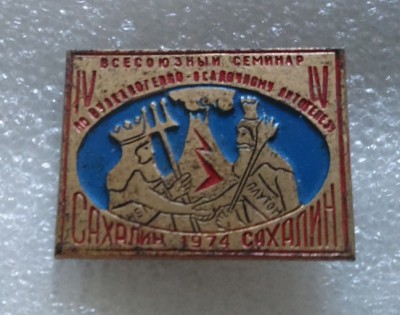 ВСЕСОЮЗНЫЙ СЕМИНАР
IV IV
ПО ВУЛКАНОГЕННО-ОСАДОЧНОМУ ЛИТОГЕНЕЗУ
ПЛУТОН
САХАЛИН 1974 САХАЛИН